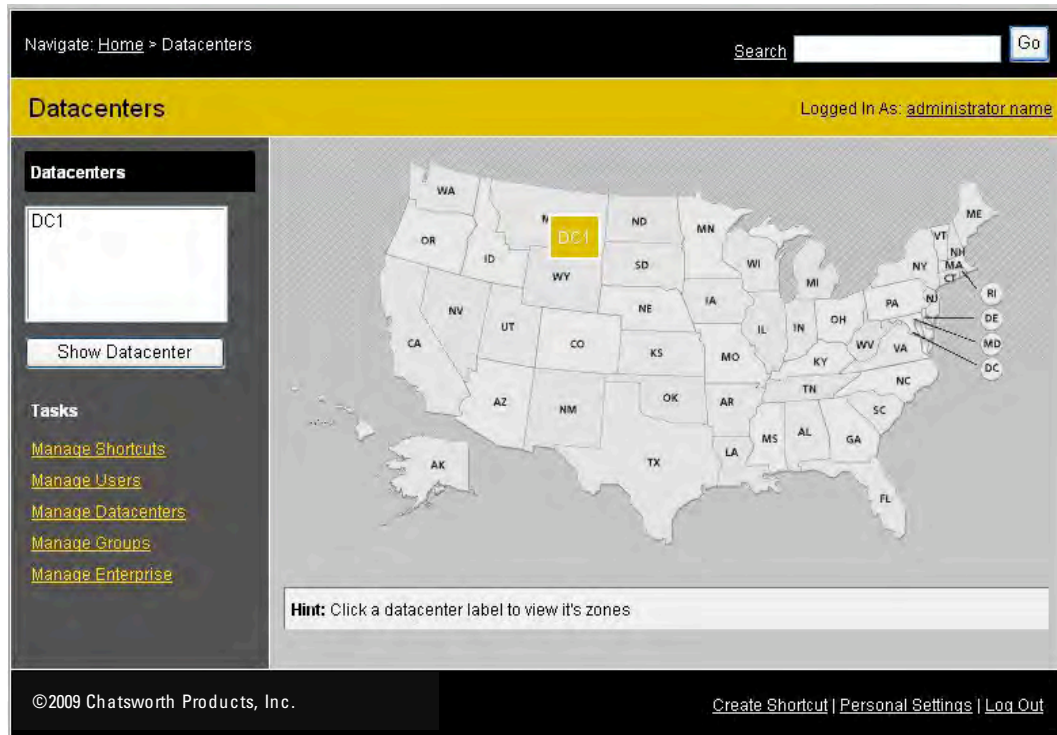 Navigate: Home > Datacenters
Search
Go
Datacenters
Logged In As: administrator name
Datacenters
DC1
Show Datacenter
Tasks
Manage Shortcuts
Manage Users
Manage Datacenters
Manage Groups
Manage Enterprise
WA
OR
ID
DC1
WY
ND
SD
NE
MN
WI
MI
IA
NV
UT
CA
CO
KS
MO
IL
IN
OH
KY
WV
VA
PA
NY
VT
NH
MA
CT
ME
NJ
RI
DE
MD
DC
AZ
NM
OK
AR
TN
NC
SC
MS
AL
GA
LA
TX
FL
AK
Hint: Click a datacenter label to view it's zones
©2009 Chatsworth Products, Inc.
Create Shortcut | Personal Settings | Log Out